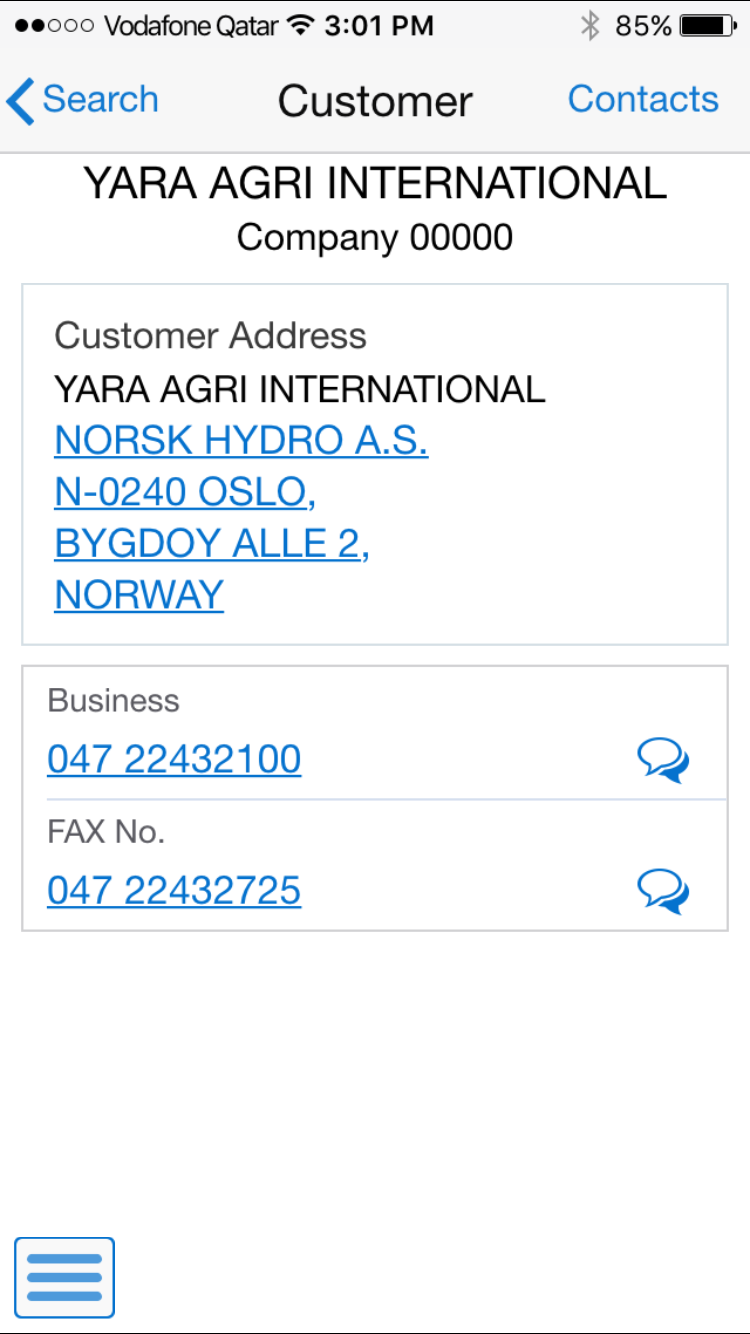 Vodafone Qatar 3:01 PM 85%
Search Customer Contacts
YARA AGRI INTERNATIONAL
Company 00000
Customer Address
YARA AGRI INTERNATIONAL
NORSK HYDRO A.S.
N-0240 OSLO,
BYGDOY ALLE 2,
NORWAY
Business
047 22432100
FAX No.
047 22432725